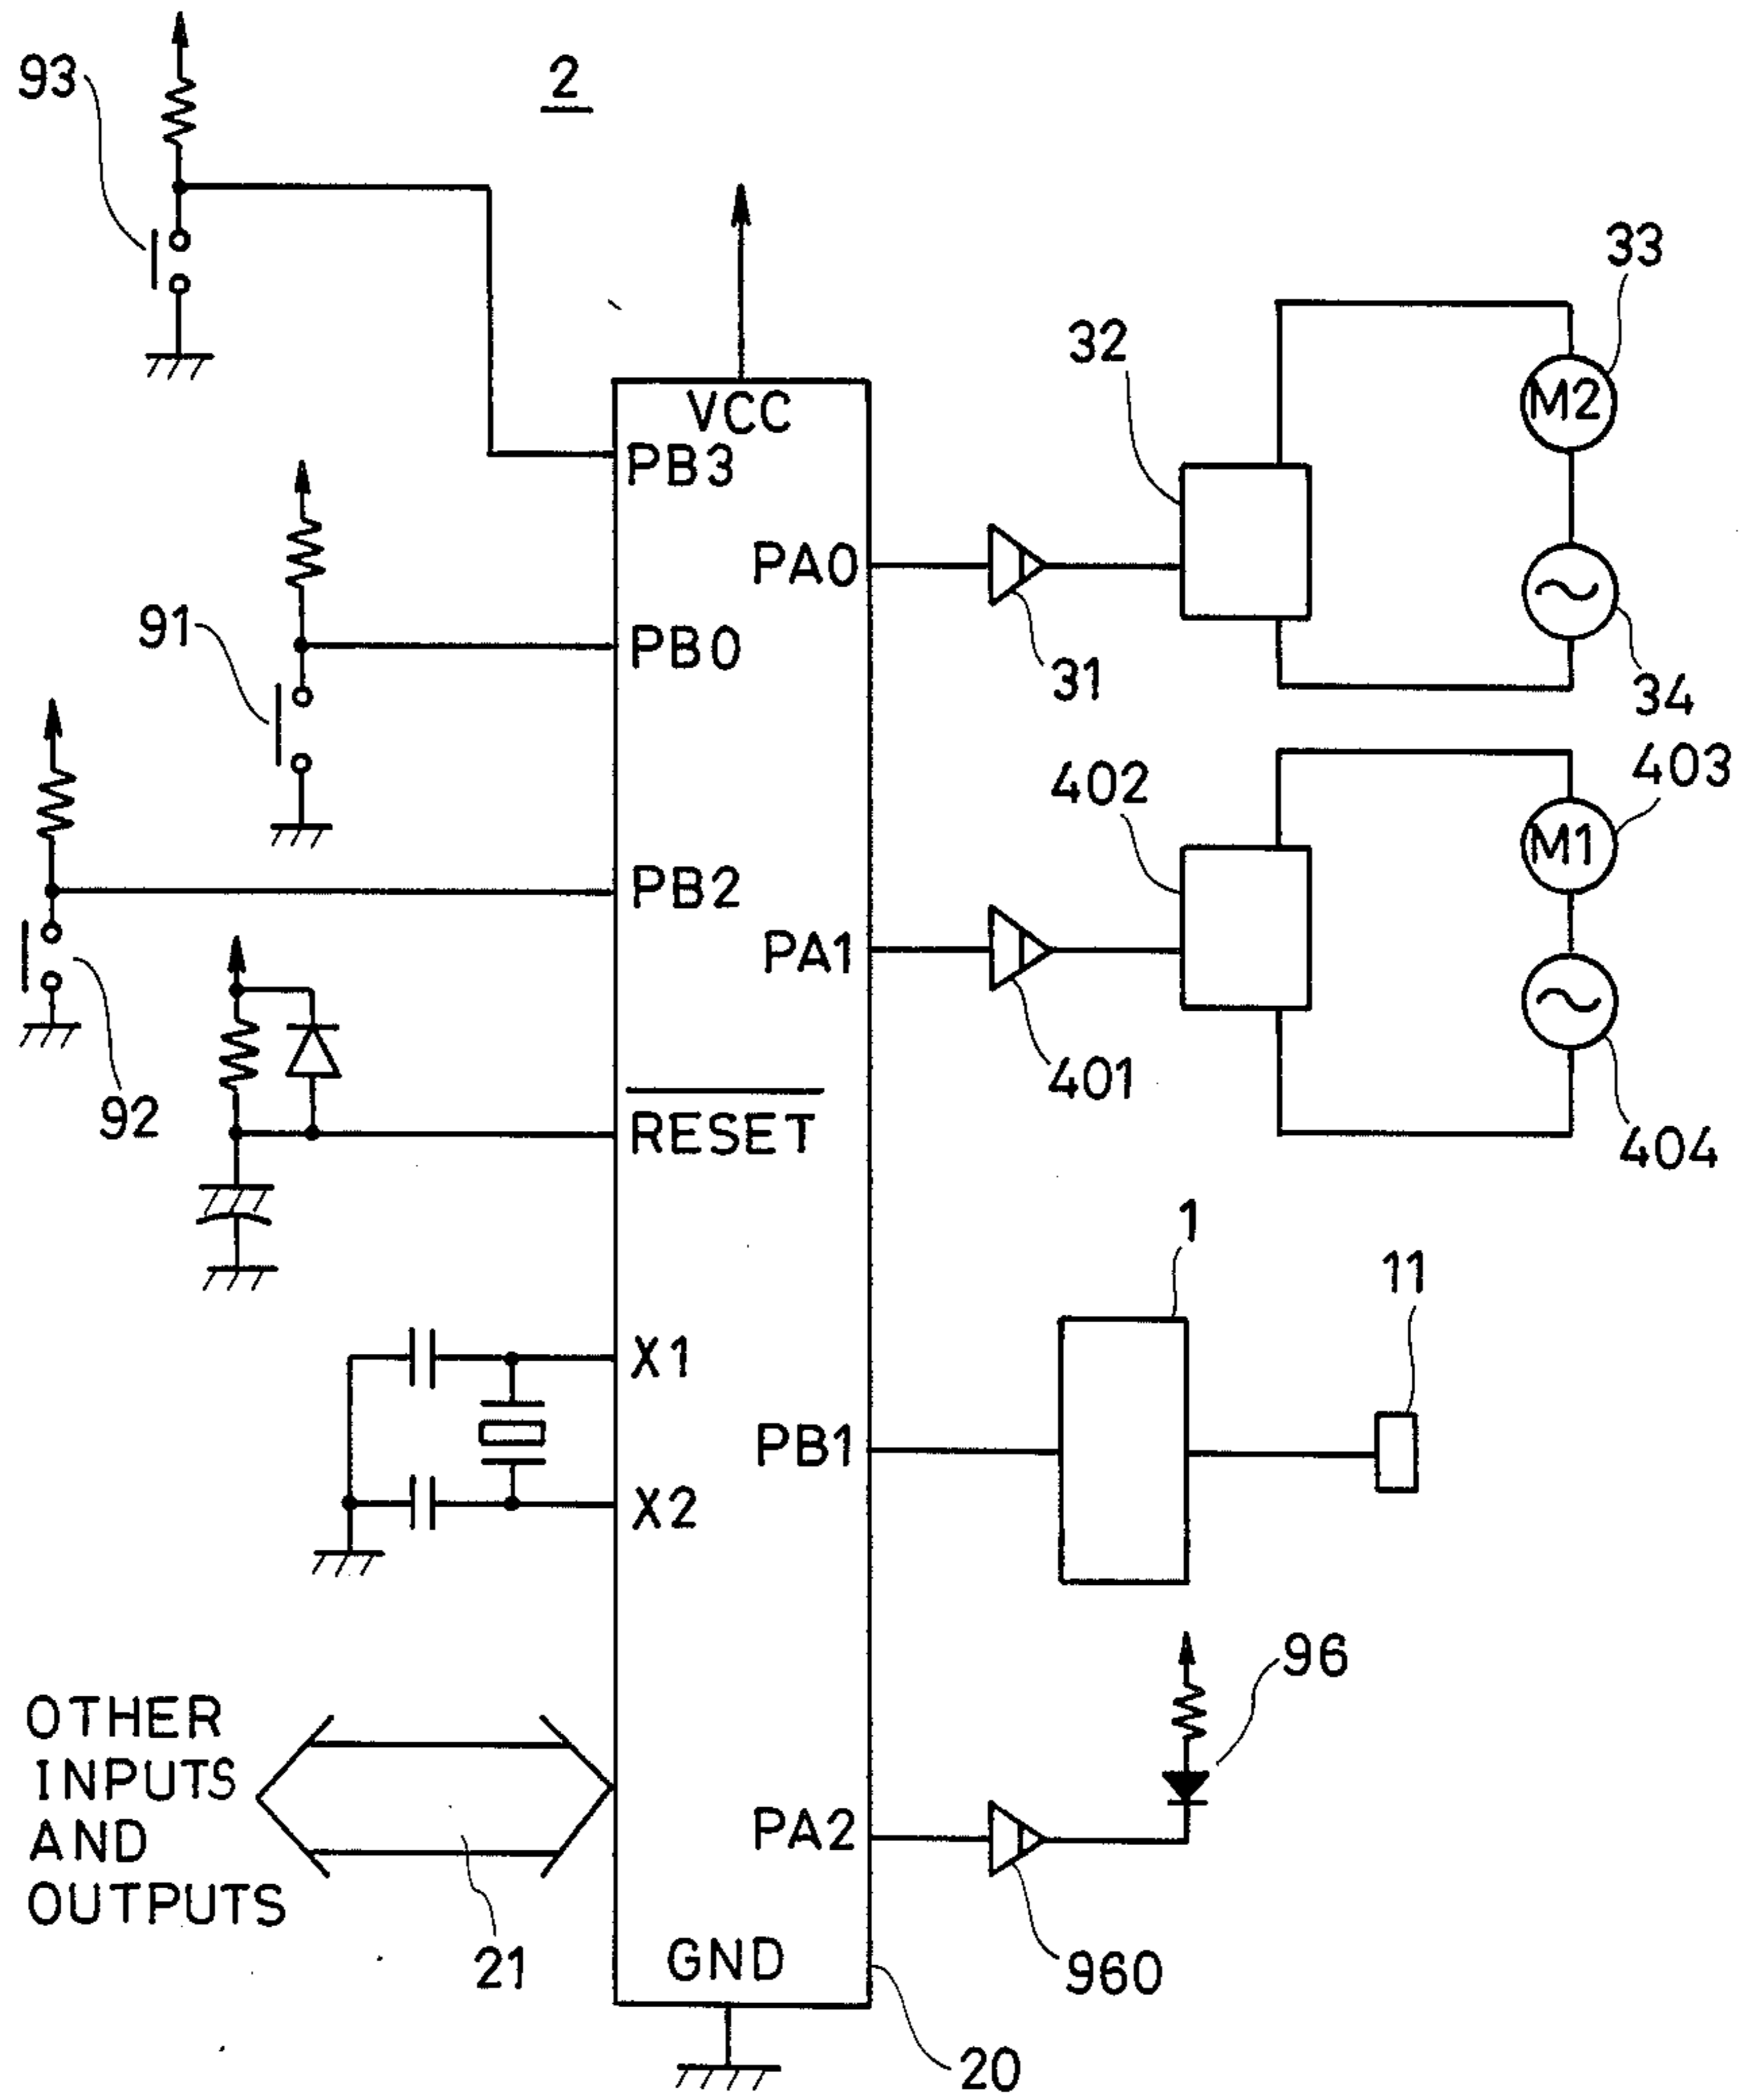 93
2
33
32
VCC
PB3
PA0
91
PB0
31
34
402
403
M2
PB2
PA1
M1
92
401
RESET
404
1
11
X1
PB1
X2
96
OTHER
INPUTS
AND
OUTPUTS
PA2
21
GND
960
20